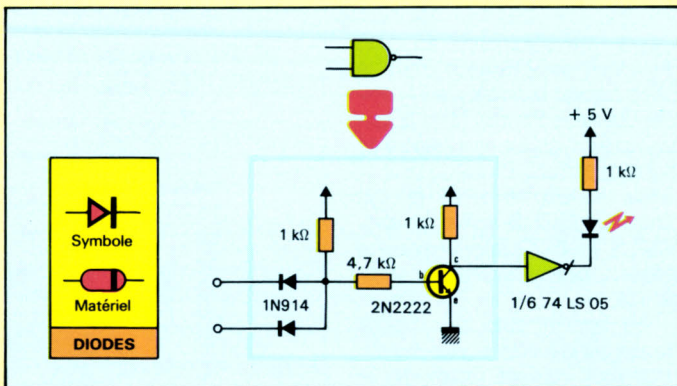 + 5 V
1 kΩ
Symbole
Matériel
DIODES
1 kΩ
1 kΩ
4,7 kΩ
b
c
e
1N914
2N2222
1/6 74 LS 05